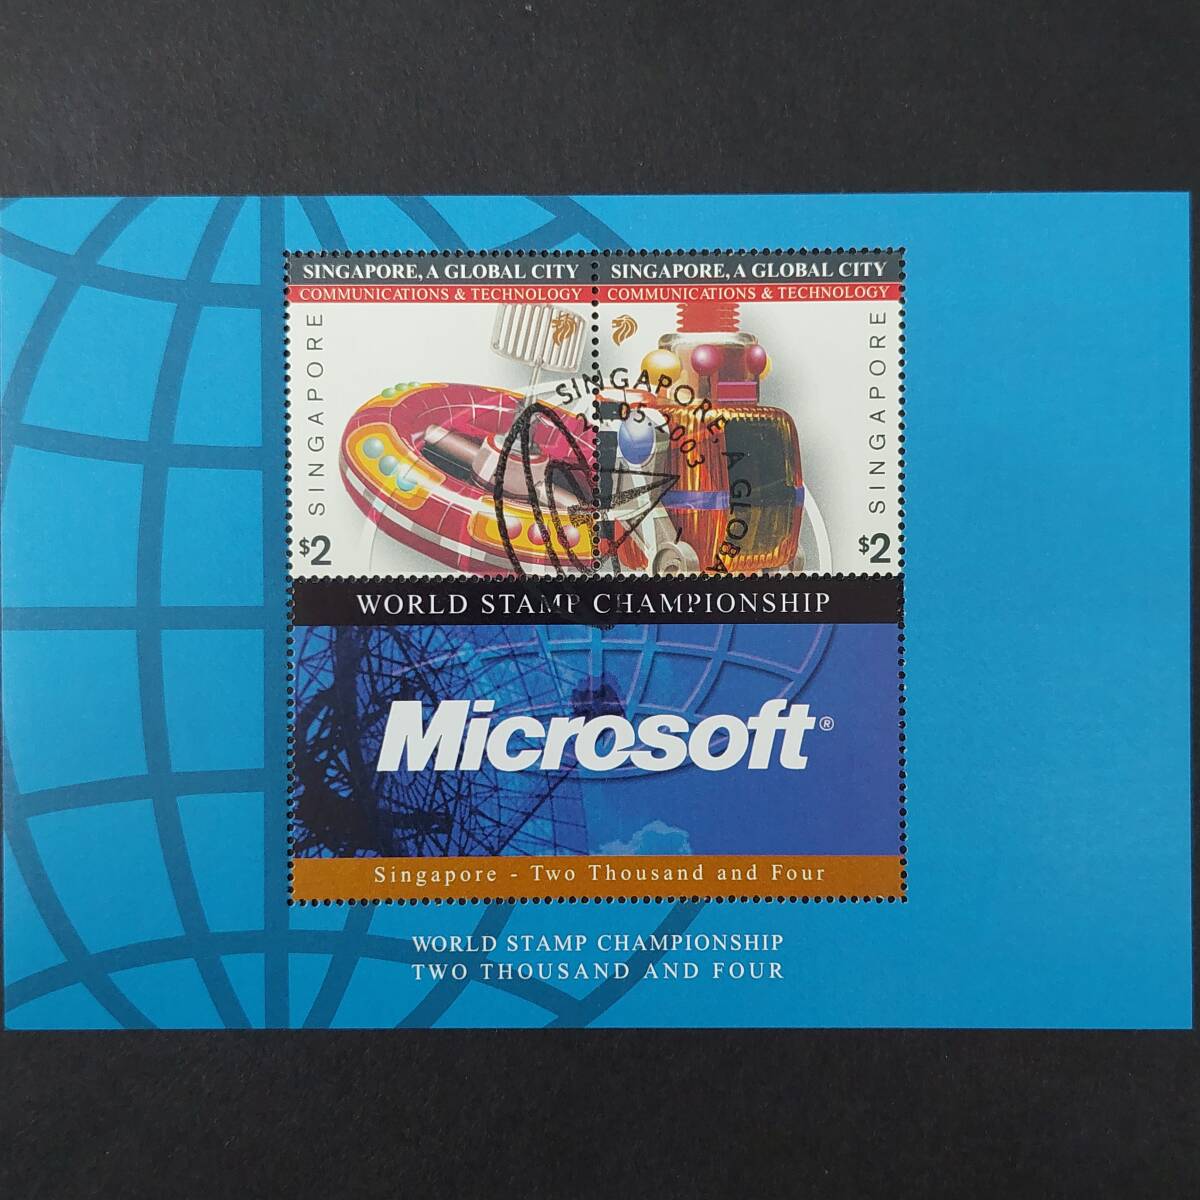 SINGAPORE, A GLOBAL CITY
COMMUNICATIONS & TECHNOLOGY
SINGAPORE
$2
SINGAPORE, A GLOBAL CITY
COMMUNICATIONS & TECHNOLOGY
SINGAPORE
$2
SINGAPORE, A GLOBA
.05.2003
WORLD STAMP CHAMPIONSHIP
Microsoft®
Singapore - Two Thousand and Four
WORLD STAMP CHAMPIONSHIP
TWO THOUSAND AND FOUR